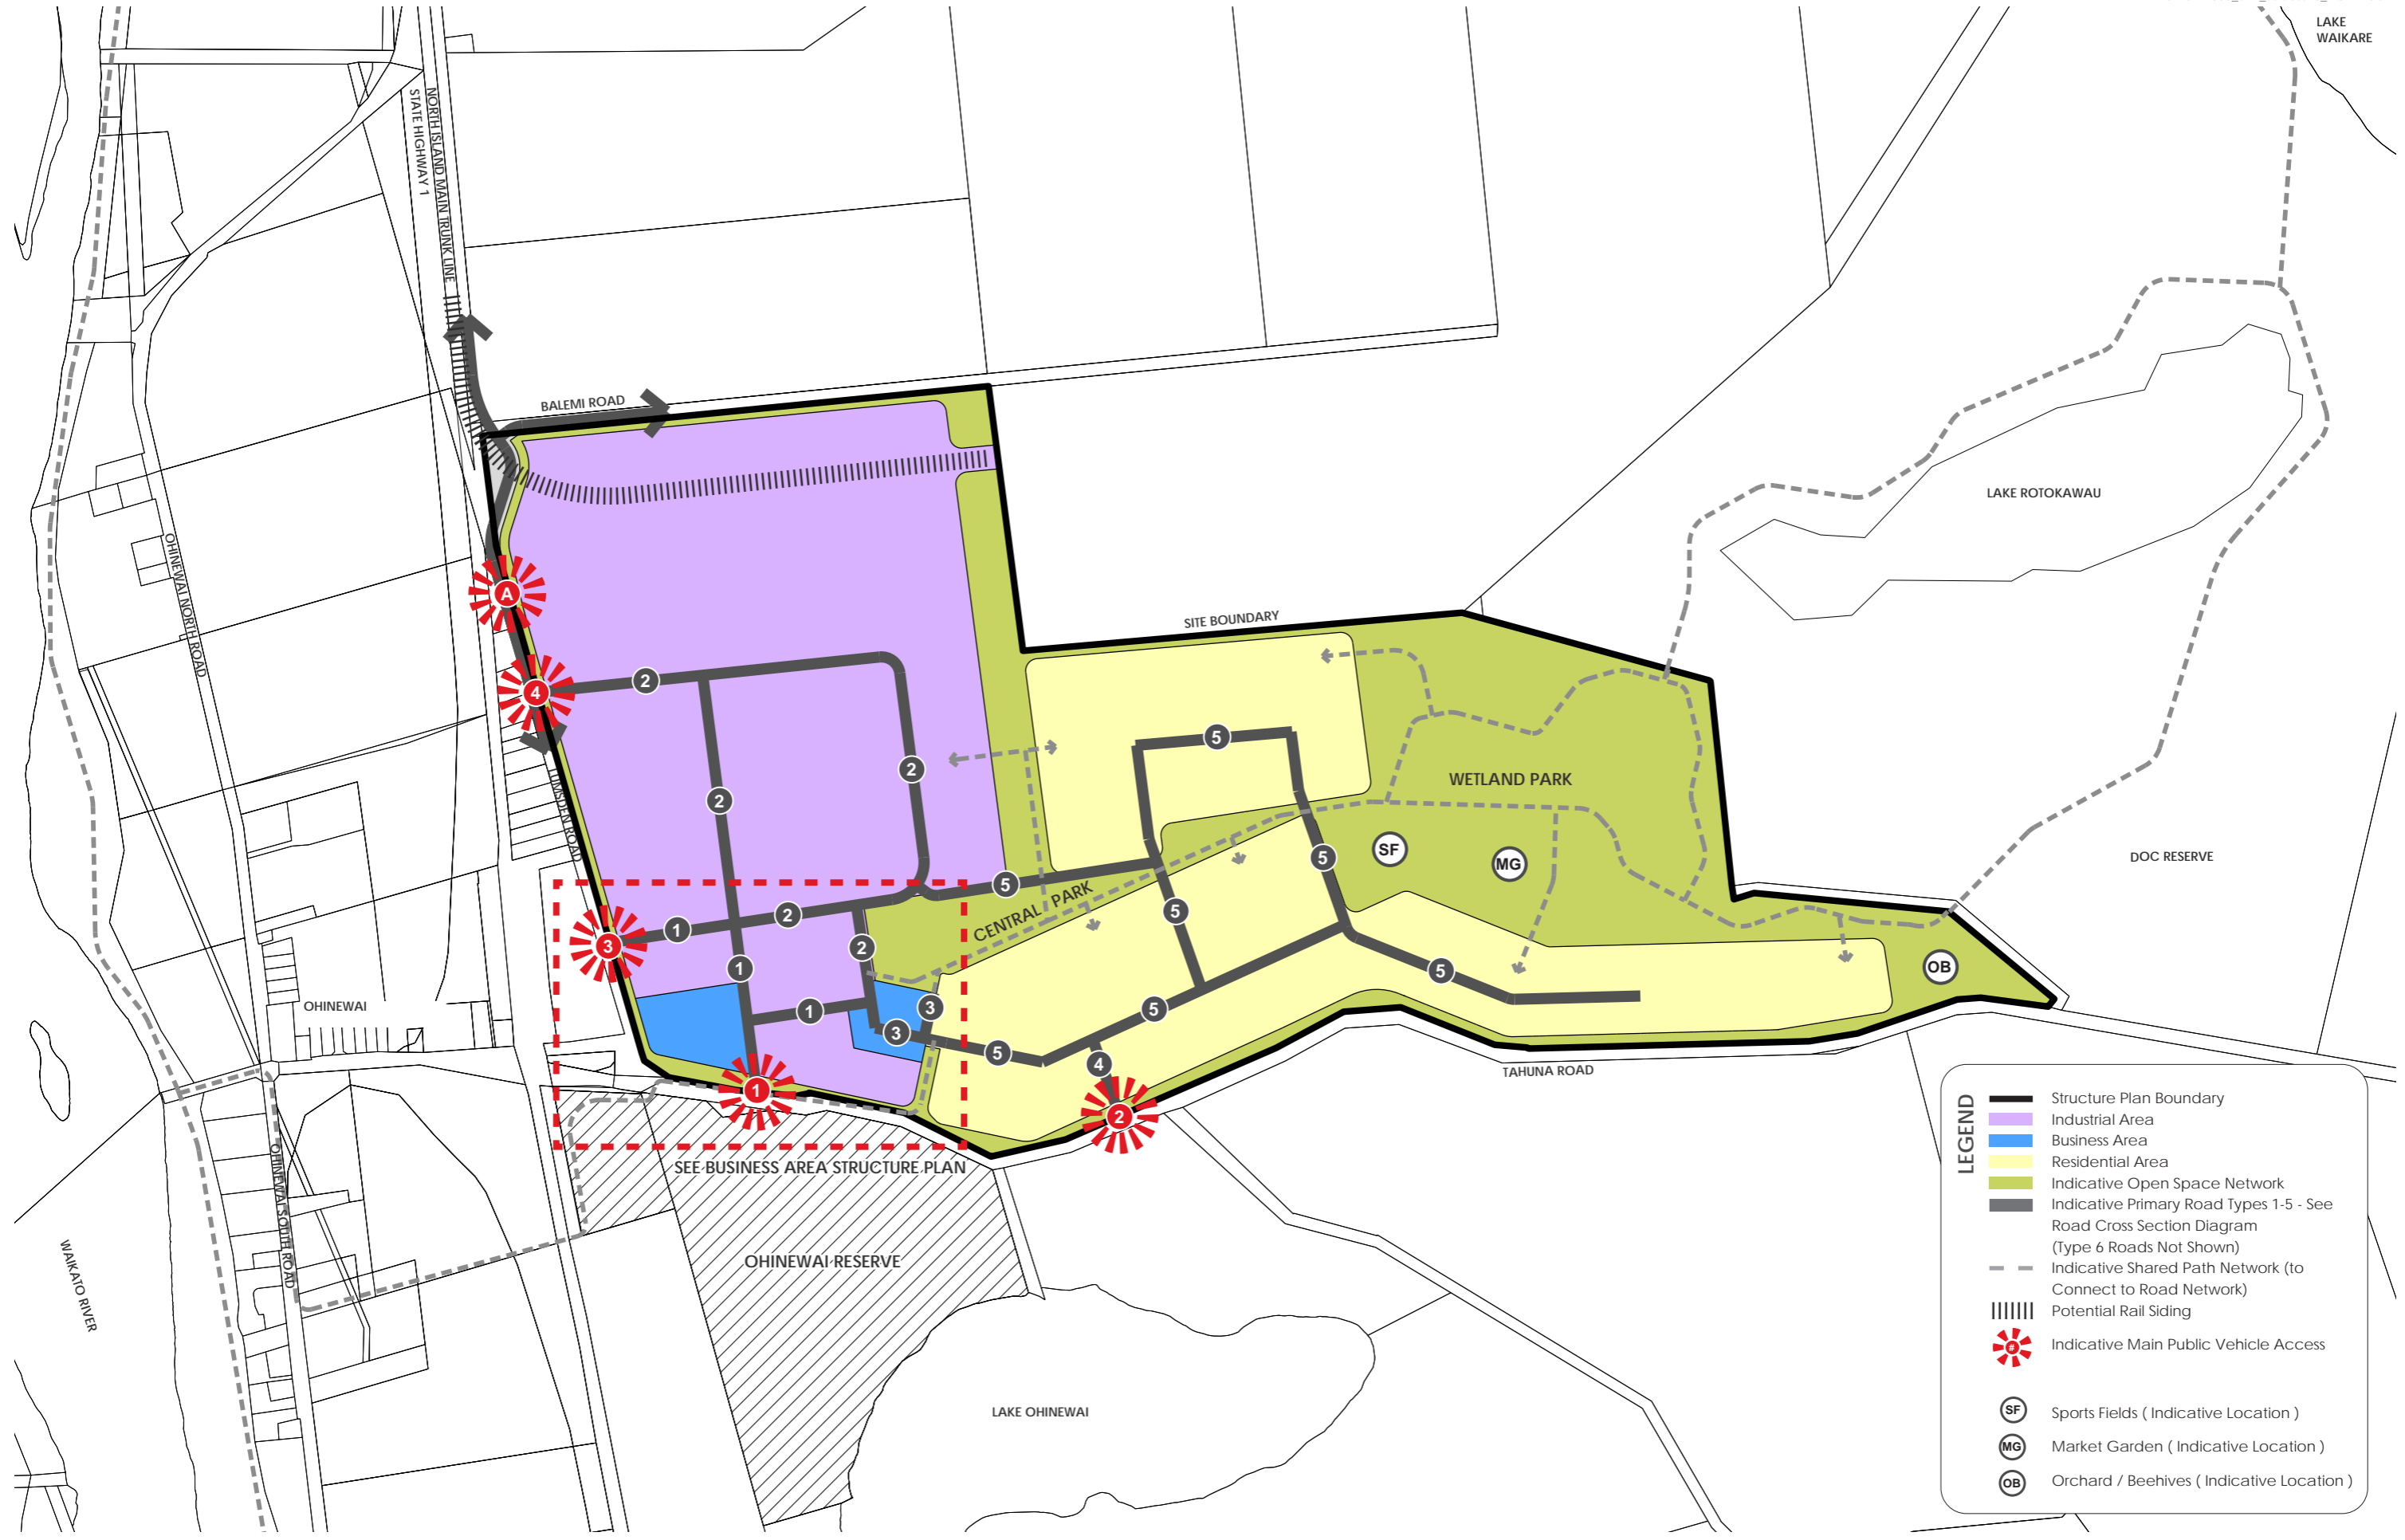 LAKE
WAIKARE
NORTH ISLAND MAIN TRUNK LINE
STATE HIGHWAY 1
BALEMI ROAD
LAKE ROTOKAWAU
OHINEWAI NORTH ROAD
A
SITE BOUNDARY
4
2
5
2
2
WETLAND PARK
LUMSDEN ROAD
SF
MG
5
DOC RESERVE
5
CENTRAL PARK
2
5
1
3
2
1
5
OB
OHINEWAI
1
3
5
3
5
4
TAHUNA ROAD
1
2
SEE BUSINESS AREA STRUCTURE PLAN
OHINEWAI SOUTH ROAD
OHINEWAI RESERVE
WAIKATO RIVER
LAKE OHINEWAI
LEGEND
Structure Plan Boundary
Industrial Area
Business Area
Residential Area
Indicative Open Space Network
Indicative Primary Road Types 1-5 - See
Road Cross Section Diagram
(Type 6 Roads Not Shown)
Indicative Shared Path Network (to
Connect to Road Network)
Potential Rail Siding
#
Indicative Main Public Vehicle Access
SF
Sports Fields ( Indicative Location )
MG
Market Garden ( Indicative Location )
OB
Orchard / Beehives ( Indicative Location )